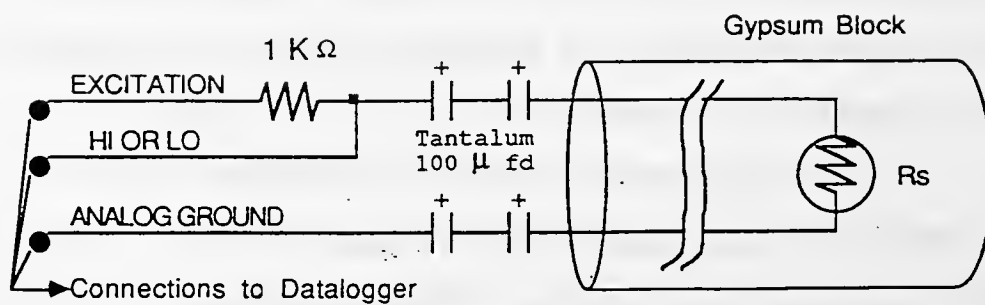 Gypsum Block
1 K Ω
EXCITATION
+ +
HI OR LO
Tantalum
100 μ fd
Rs
ANALOG GROUND
+ +
Connections to Datalogger